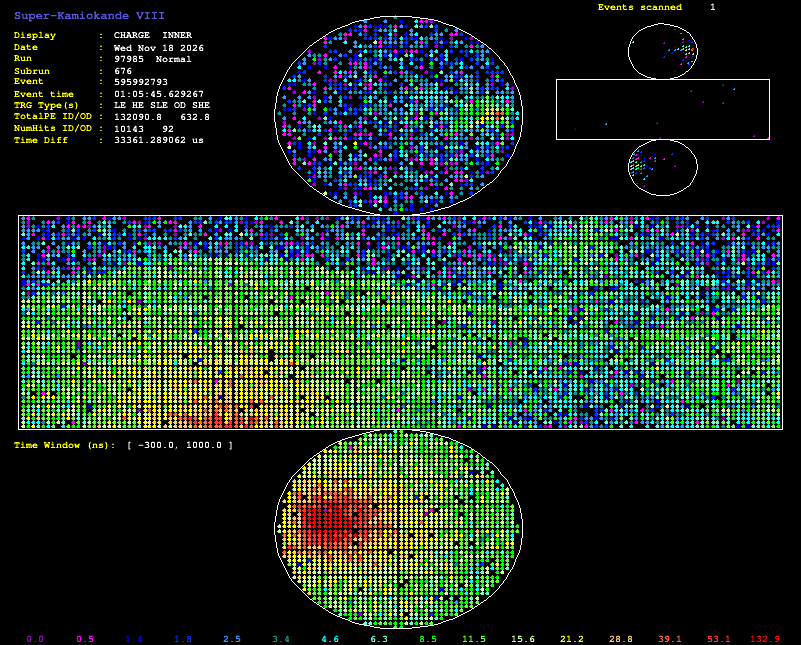 Super-Kamiokande VIII
Events scanned 1
Display : CHARGE INNER
Date : Wed Nov 18 2026
Run : 97985 Normal
Subrun : 676
Event : 595992793
Event time : 01:05:45.629267
TRG Type(s) : LE HE SLE OD SHE
TotalPE ID/OD : 132090.8 632.8
NumHits ID/OD : 10143 92
Time Diff : 33361.289062 us
Time Window (ns): [ -300.0, 1000.0 ]
0.0 0.5 1.4 1.8 2.5 3.4 4.6 6.3 8.5 11.5 15.6 21.2 28.8 39.1 53.1 132.9